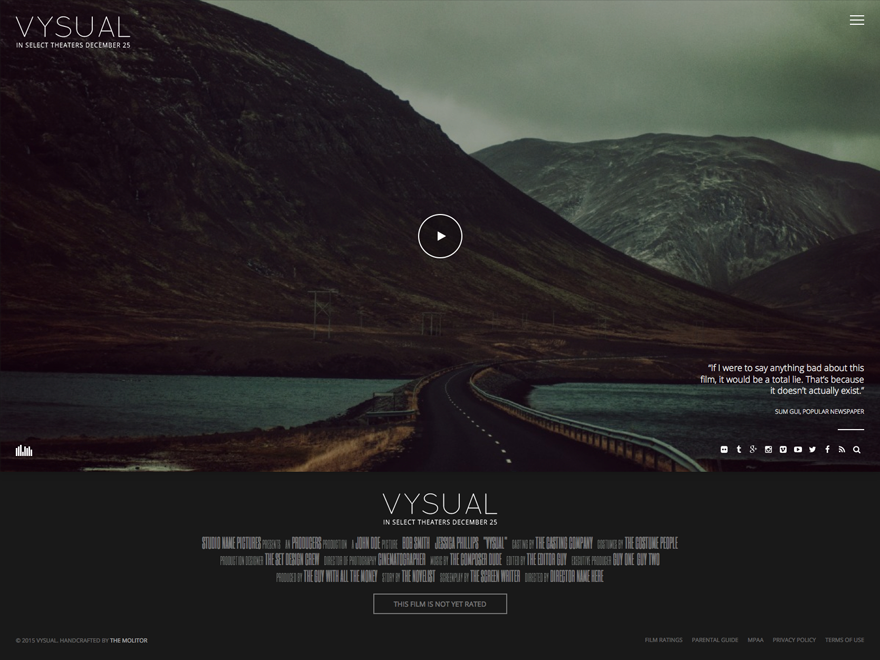 VYSUAL
IN SELECT THEATERS DECEMBER 25
“If I were to say anything bad about this
film, it would be a total lie. That's because
it doesn't actually exist.”
SUM GUI, POPULAR NEWSPAPER
VYSUAL
IN SELECT THEATERS DECEMBER 25
STUDIO NAME PICTURES PRESENTS AN PRODUCERS PRODUCTION A JOHN DOE PICTURE BOB SMITH JESSICA PHILLIPS "VYSUAL" CASTING BY THE CASTING COMPANY COSTUMES BY THE COSTUME PEOPLE
PRODUCTION DESIGNER THE SET DESIGN CREW DIRECTOR OF PHOTOGRAPHY CINEMATOGRAPHER MUSIC BY THE COMPOSER DUDE EDITED BY THE EDITOR GUY EXECUTIVE PRODUCER GUY ONE GUY TWO
PRODUCED BY THE GUY WITH ALL THE MONEY STORY BY THE NOVELIST SCREENPLAY BY THE SCREEN WRITER DIRECTED BY DIRECTOR NAME HERE
THIS FILM IS NOT YET RATED
© 2015 VYSUAL. HANDCRAFTED BY THE MOLITOR
FILM RATINGS PARENTAL GUIDE MPAA PRIVACY POLICY TERMS OF USE